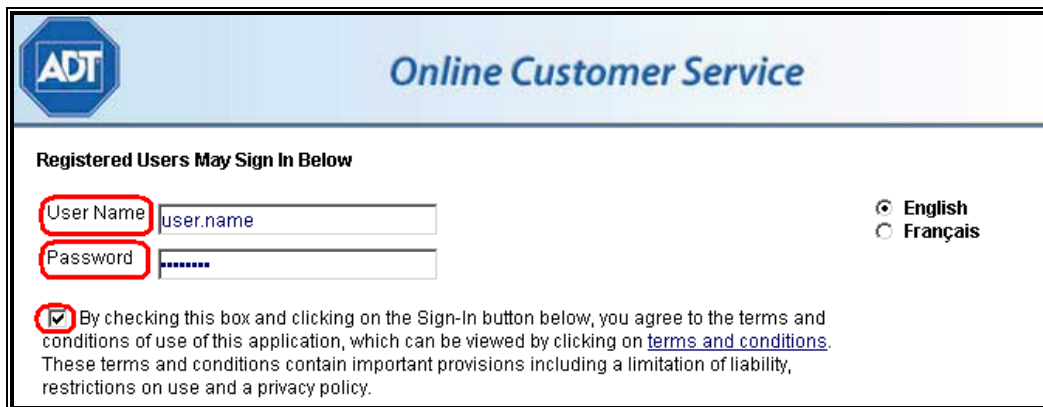 ADT
Online Customer Service
Registered Users May Sign In Below
User Name user.name
English
Français
Password ••••••••
By checking this box and clicking on the Sign-In button below, you agree to the terms and
conditions of use of this application, which can be viewed by clicking on terms and conditions.
These terms and conditions contain important provisions including a limitation of liability,
restrictions on use and a privacy policy.